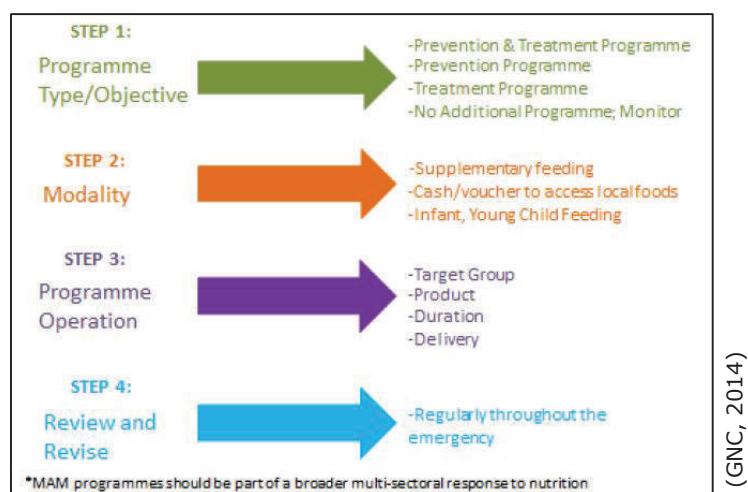 STEP 1:
Programme
Type/Objective
-Prevention & Treatment Programme
-Prevention Programme
-Treatment Programme
-No Additional Programme; Monitor
STEP 2:
Modality
-Supplementary feeding
-Cash/voucher to access local foods
-Infant, Young Child Feeding
STEP 3:
Programme
Operation
-Target Group
-Product
-Duration
-Delivery
STEP 4:
Review and
Revise
-Regularly throughout the
emergency
*MAM programmes should be part of a broader multi-sectoral response to nutrition
(GNC, 2014)